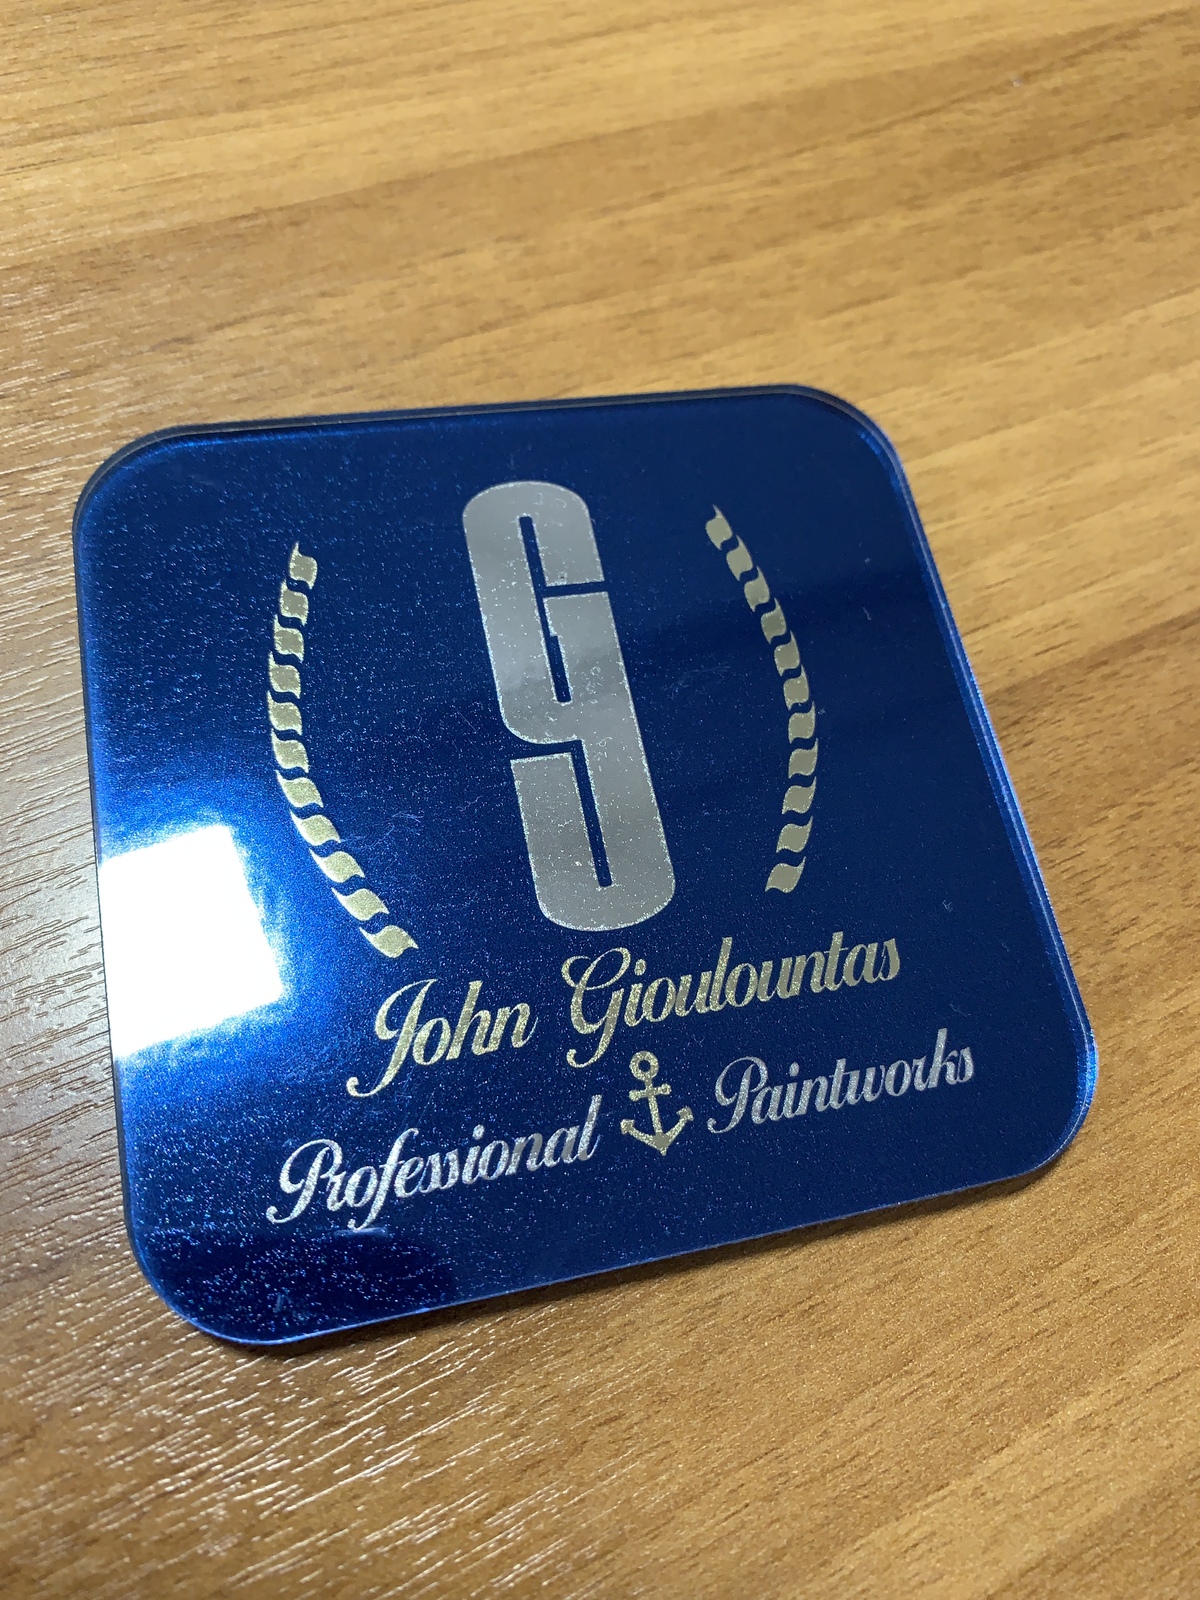 John Gioulountas
Professional Paintworks